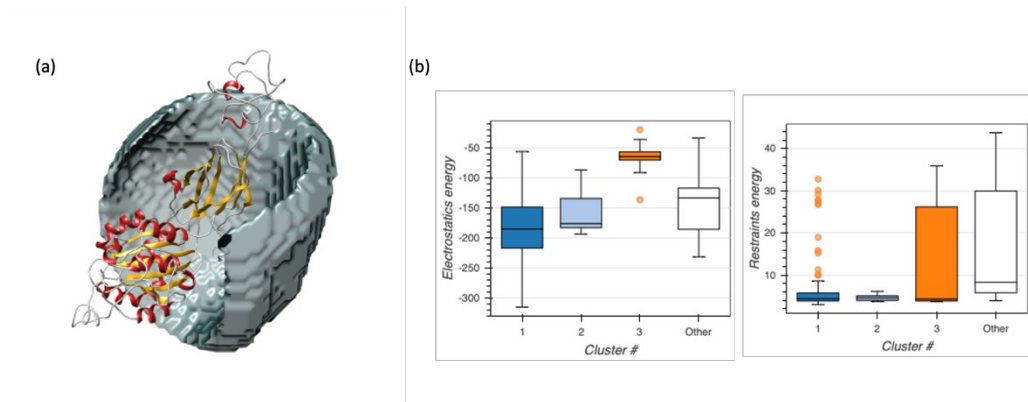 (a)
(b)
Electrostatics energy
-50
-100
-150
-200
-250
-300
1 2 3 Other
Cluster #
Restraints energy
40
30
20
10
1 2 3 Other
Cluster #